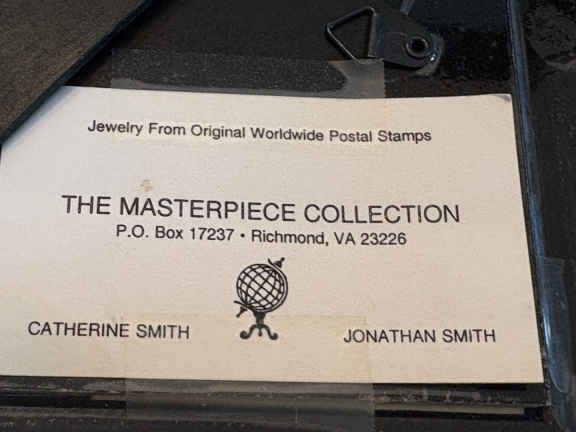 Jewelry From Original Worldwide Postal Stamps
THE MASTERPIECE COLLECTION
P.O. Box 17237 • Richmond, VA 23226
CATHERINE SMITH
JONATHAN SMITH